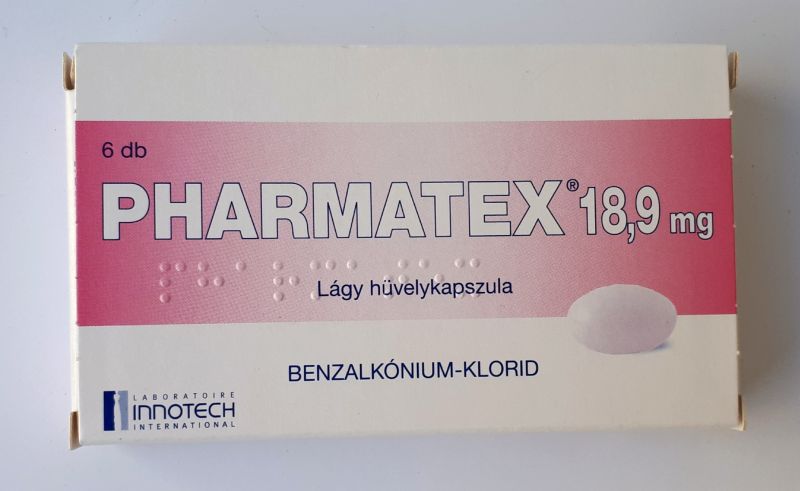 6 db
PHARMATEX® 18,9 mg
Lágy hüvelykapszula
BENZALKÓNIUM-KLORID
LABORATOIRE
INNOTECH
INTERNATIONAL